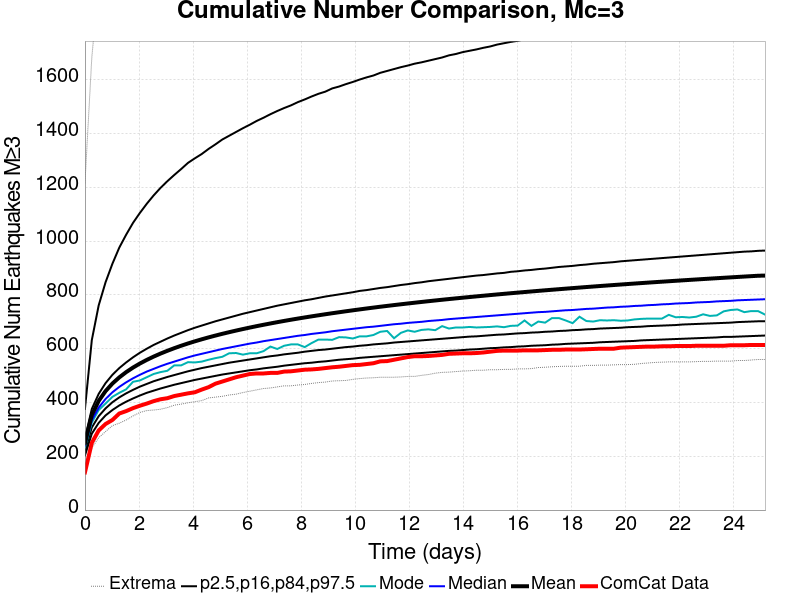 Cumulative Number Comparison, Mc=3
Cumulative Num Earthquakes M≥3
1600
1400
1200
1000
800
600
400
200
0
0 2 4 6 8 10 12 14 16 18 20 22 24
Time (days)
Extrema p2.5,p16,p84,p97.5 Mode Median Mean ComCat Data